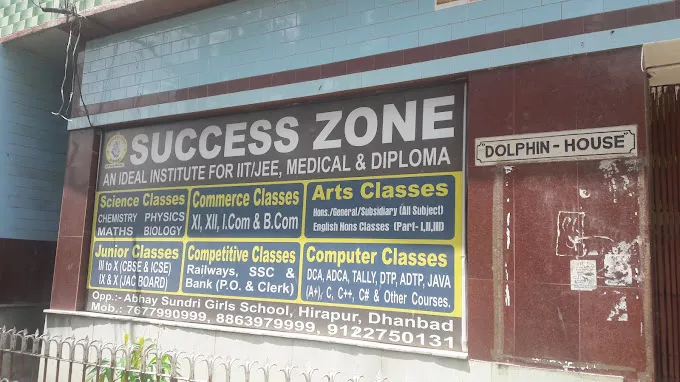 SUCCESS ZONE
AN IDEAL INSTITUTE FOR IIT/JEE, MEDICAL & DIPLOMA
Science Classes
CHEMISTRY PHYSICS
MATHS BIOLOGY
Commerce Classes
XI, XII, I.Com & B.Com
Arts Classes
Hons./General/Subsidiary (All Subject)
English Hons Classes (Part- I,II,III)
Junior Classes
III to X (CBSE & ICSE)
IX & X (JAC BOARD)
Competitive Classes
Railways, SSC &
Bank (P.O. & Clerk)
Computer Classes
DCA, ADCA, TALLY, DTP, ADTP, JAVA
(A+), C, C++, C# & Other Courses.
Opp.:- Abhay Sundri Girls School, Hirapur, Dhanbad
Mob.: 7677990999, 8863979999, 9122750131
"DOLPHIN - HOUSE"